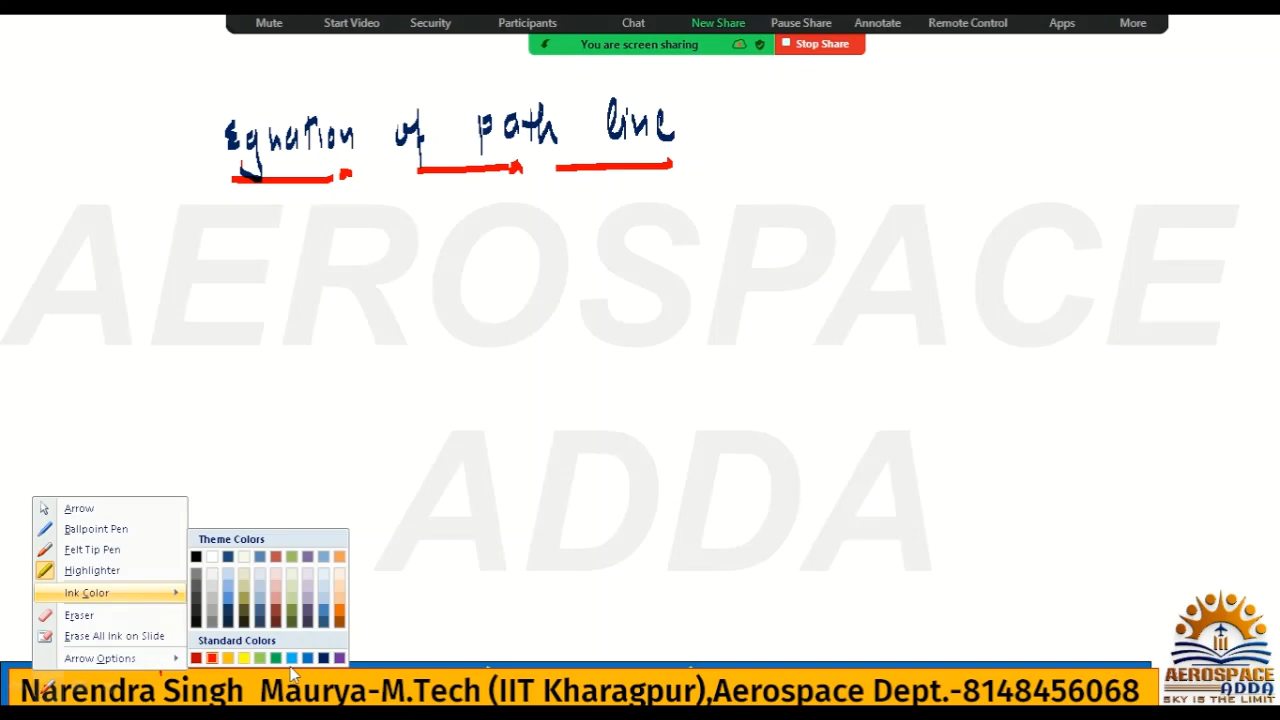 Mute Start Video Security Participants Chat New Share Pause Share Annotate Remote Control Apps More
You are screen sharing Stop Share
Equation of path line
AEROSPACE
ADDA
Arrow
Ballpoint Pen
Felt Tip Pen
Highlighter
Ink Color
Eraser
Erase All Ink on Slide
Arrow Options
Theme Colors
Standard Colors
Narendra Singh Maurya-M.Tech (IIT Kharagpur),Aerospace Dept.-8148456068
AEROSPACE
ADDA
SKY IS THE LIMIT